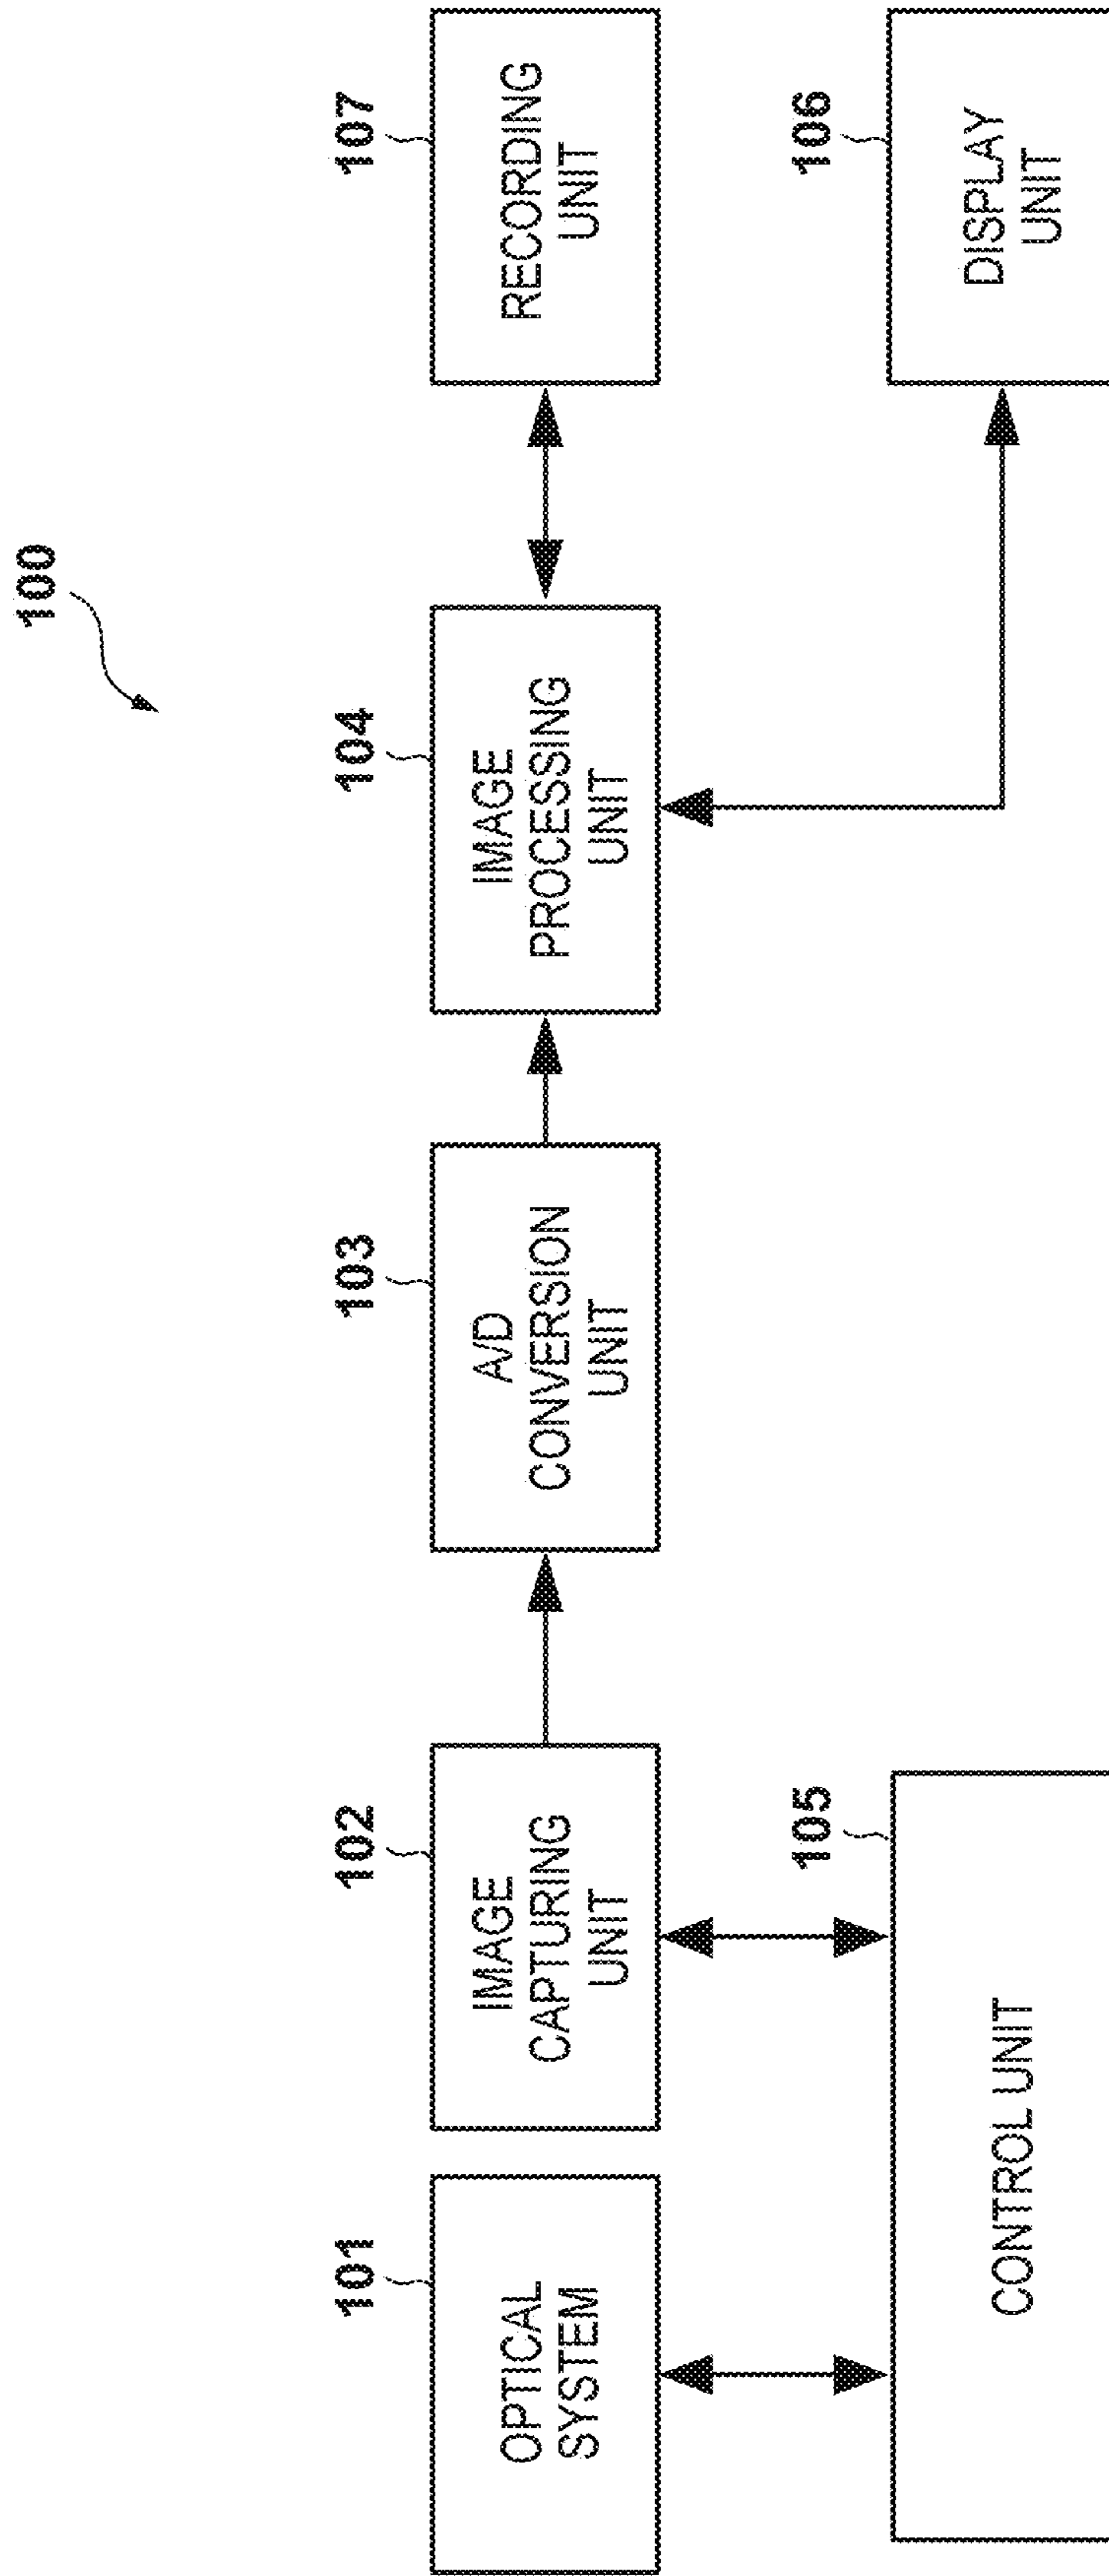 100
101
OPTICAL
SYSTEM
102
IMAGE
CAPTURING
UNIT
103
A/D
CONVERSION
UNIT
104
IMAGE
PROCESSING
UNIT
107
RECORDING
UNIT
105
CONTROL UNIT
106
DISPLAY
UNIT